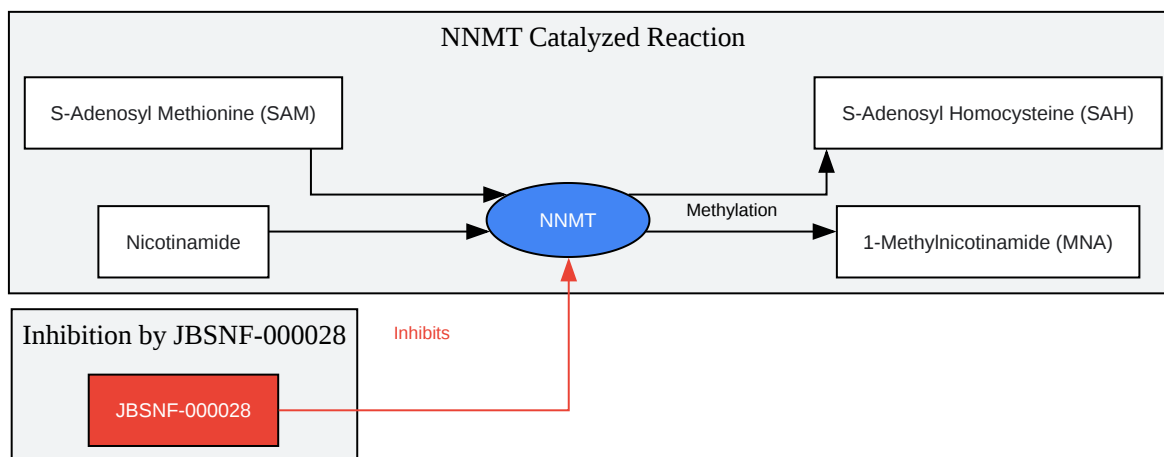 NNMT Catalyzed Reaction
S-Adenosyl Methionine (SAM)
S-Adenosyl Homocysteine (SAH)
NNMT
Methylation
Nicotinamide
1-Methylnicotinamide (MNA)
Inhibition by JBSNF-000028
Inhibits
JBSNF-000028